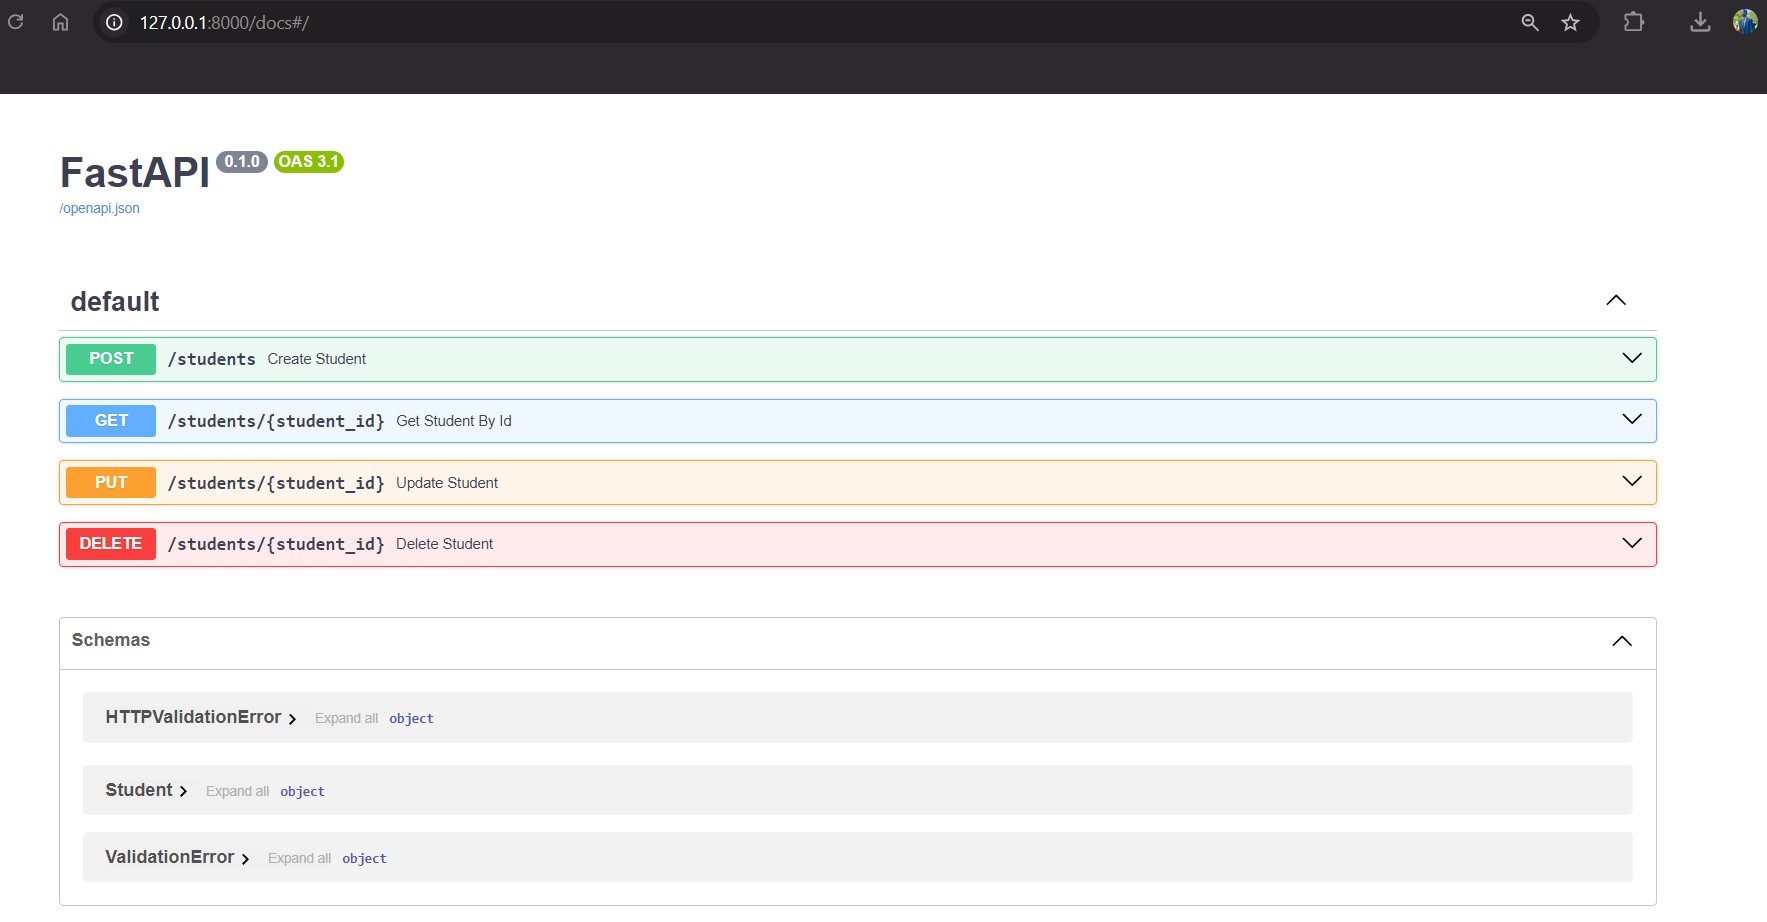 127.0.0.1:8000/docs#/
FastAPI 0.1.0 OAS 3.1
/openapi.json
default
POST /students Create Student
GET /students/{student_id} Get Student By Id
PUT /students/{student_id} Update Student
DELETE /students/{student_id} Delete Student
Schemas
HTTPValidationError Expand all object
Student Expand all object
ValidationError Expand all object